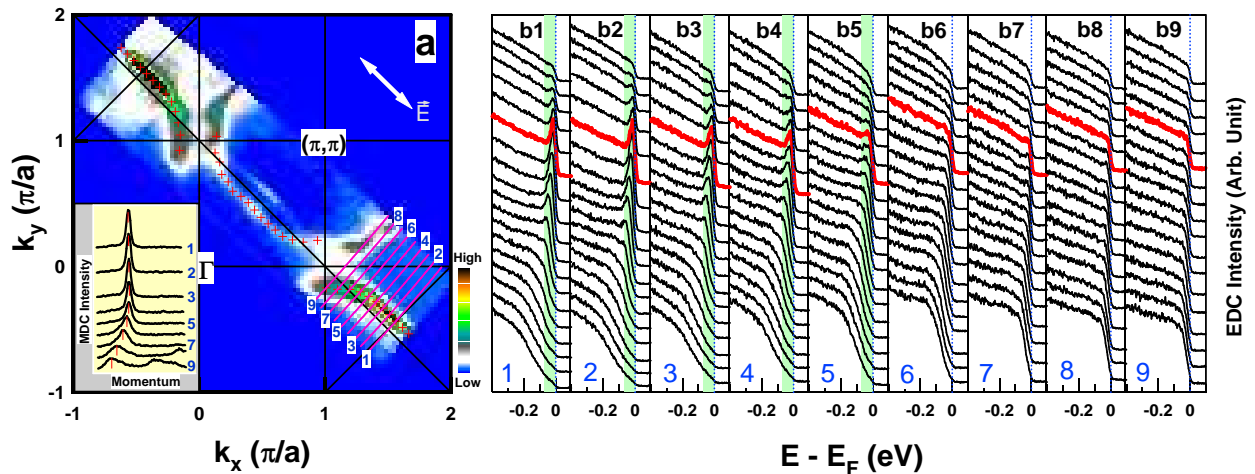 a
E
(π,π)
Γ
k_y (π/a)
2
1
0
-1
-1
0
1
2
k_x (π/a)
8
6
4
2
9
7
5
3
1
High
Low
MDC Intensity
1
2
3
5
7
9
Momentum
b1
b2
b3
b4
b5
b6
b7
b8
b9
1
2
3
4
5
6
7
8
9
-0.2 0
-0.2 0
-0.2 0
-0.2 0
-0.2 0
-0.2 0
-0.2 0
-0.2 0
-0.2 0
E - E_F (eV)
EDC Intensity (Arb. Unit)